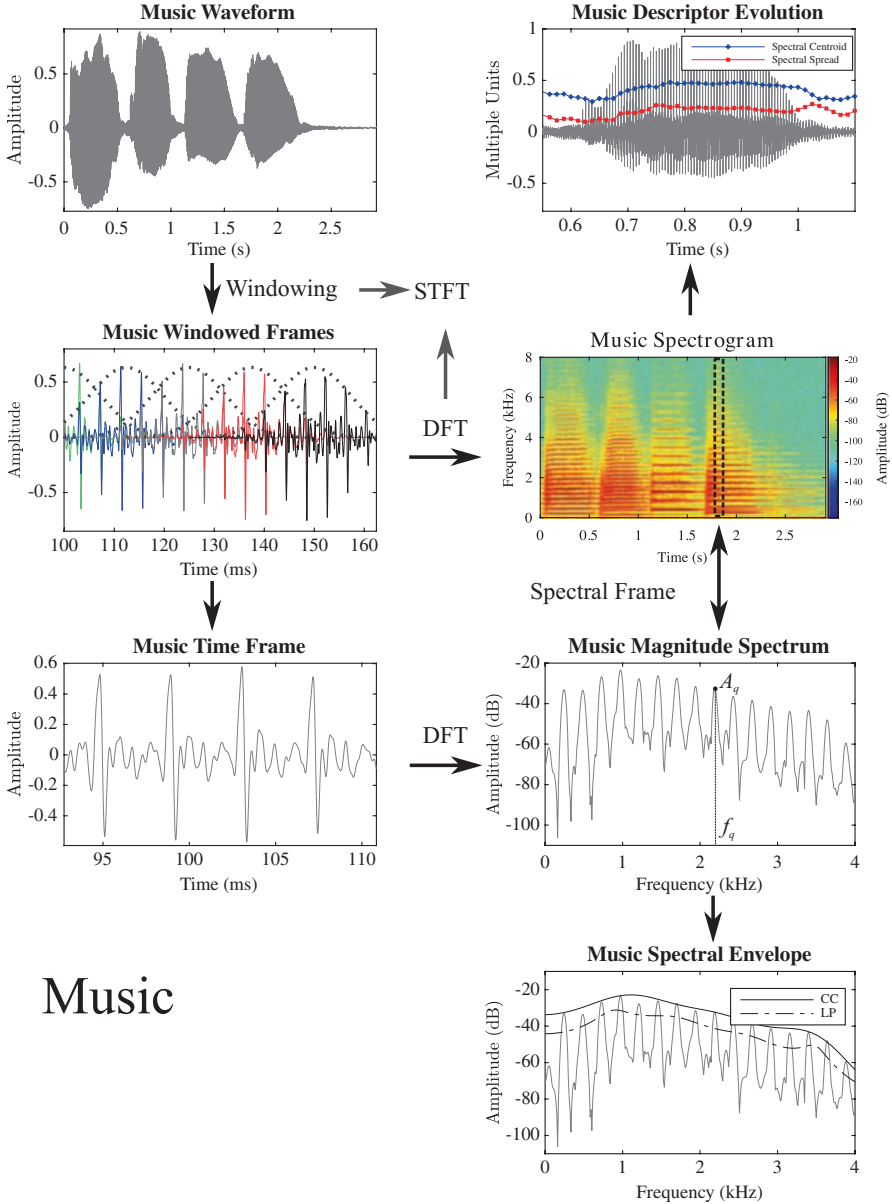 Music Waveform
Amplitude
0.5
0
-0.5
0 0.5 1 1.5 2 2.5
Time (s)
Music Descriptor Evolution
Spectral Centroid
Spectral Spread
Multiple Units
1
0.5
0
-0.5
0.6 0.7 0.8 0.9 1
Time (s)
Windowing
STFT
Music Windowed Frames
Amplitude
0.5
0
-0.5
100 110 120 130 140 150 160
Time (ms)
DFT
Music Spectrogram
Frequency (kHz)
8
6
4
2
0
0 0.5 1 1.5 2 2.5
Time (s)
-20
-40
-60
-80
-100
-120
-140
-160
Amplitude (dB)
Spectral Frame
Music Time Frame
Amplitude
0.6
0.4
0.2
0
-0.2
-0.4
95 100 105 110
Time (ms)
DFT
Music Magnitude Spectrum
Amplitude (dB)
-20
-40
-60
-80
-110
A_q
f_q
0 1 2 3 4
Frequency (kHz)
Music
Music Spectral Envelope
CC
LP
Amplitude (dB)
-20
-40
-60
-80
-110
0 1 2 3 4
Frequency (kHz)